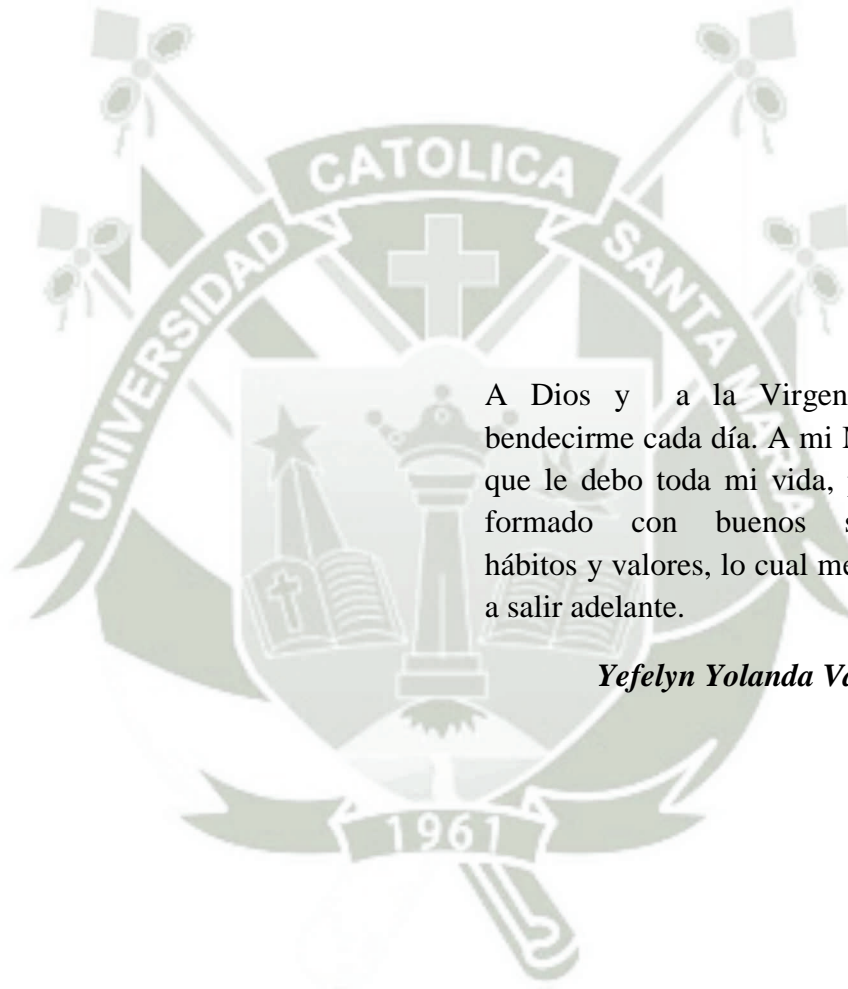 CATOLICA
UNIVERSIDAD
SANTA MARIA
A Dios y a la Virgen
bendecirme cada día. A mi
que le debo toda mi vida,
formado con buenos
hábitos y valores, lo cual me
a salir adelante.
Yefelyn Yolanda
1961